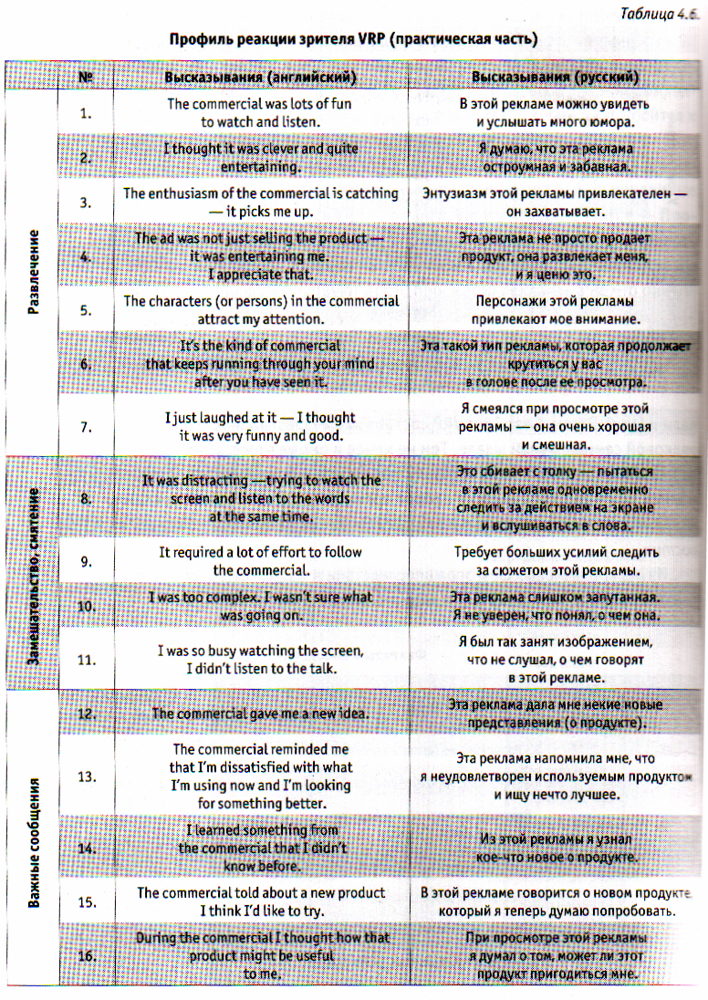 Таблица 4.6.
Профиль реакции зрителя VRP (практическая часть)
№ Высказывания (английский) Высказывания (русский)
Развлечение
1.
The commercial was lots of fun
to watch and listen.
В этой рекламе можно увидеть
и услышать много юмора.
2.
I thought it was clever and quite
entertaining.
Я думаю, что эта реклама
остроумная и забавная.
3.
The enthusiasm of the commercial is catching
— it picks me up.
Энтузиазм этой рекламы привлекателен —
он захватывает.
4.
The ad was not just selling the product —
it was entertaining me.
I appreciate that.
Эта реклама не просто продает
продукт, она развлекает меня,
и я ценю это.
5.
The characters (or persons) in the commercial
attract my attention.
Персонажи этой рекламы
привлекают мое внимание.
6.
It's the kind of commercial
that keeps running through your mind
after you have seen it.
Эта такой тип рекламы, которая продолжает
крутиться у вас
в голове после ее просмотра.
7.
I just laughed at it — I thought
it was very funny and good.
Я смеялся при просмотре этой
рекламы — она очень хорошая
и смешная.
Замешательство, смятение
8.
It was distracting —trying to watch the
screen and listen to the words
at the same time.
Это сбивает с толку — пытаться
в этой рекламе одновременно
следить за действием на экране
и вслушиваться в слова.
9.
It required a lot of effort to follow
the commercial.
Требует больших усилий следить
за сюжетом этой рекламы.
10.
I was too complex. I wasn't sure what
was going on.
Эта реклама слишком запутанная.
Я не уверен, что понял, о чем она.
11.
I was so busy watching the screen,
I didn't listen to the talk.
Я был так занят изображением,
что не слушал, о чем говорят
в этой рекламе.
Важные сообщения
12.
The commercial gave me a new idea.
Эта реклама дала мне некие новые
представления (о продукте).
13.
The commercial reminded me
that I'm dissatisfied with what
I'm using now and I'm looking
for something better.
Эта реклама напомнила мне, что
я неудовлетворен используемым продуктом
и ищу нечто лучшее.
14.
I learned something from
the commercial that I didn't
know before.
Из этой рекламы я узнал
кое-что новое о продукте.
15.
The commercial told about a new product
I think I'd like to try.
В этой рекламе говорится о новом продукте
который я теперь думаю попробовать.
16.
During the commercial I thought how that
product might be useful
to me.
При просмотре этой рекламы
я думал о том, может ли этот
продукт пригодиться мне.